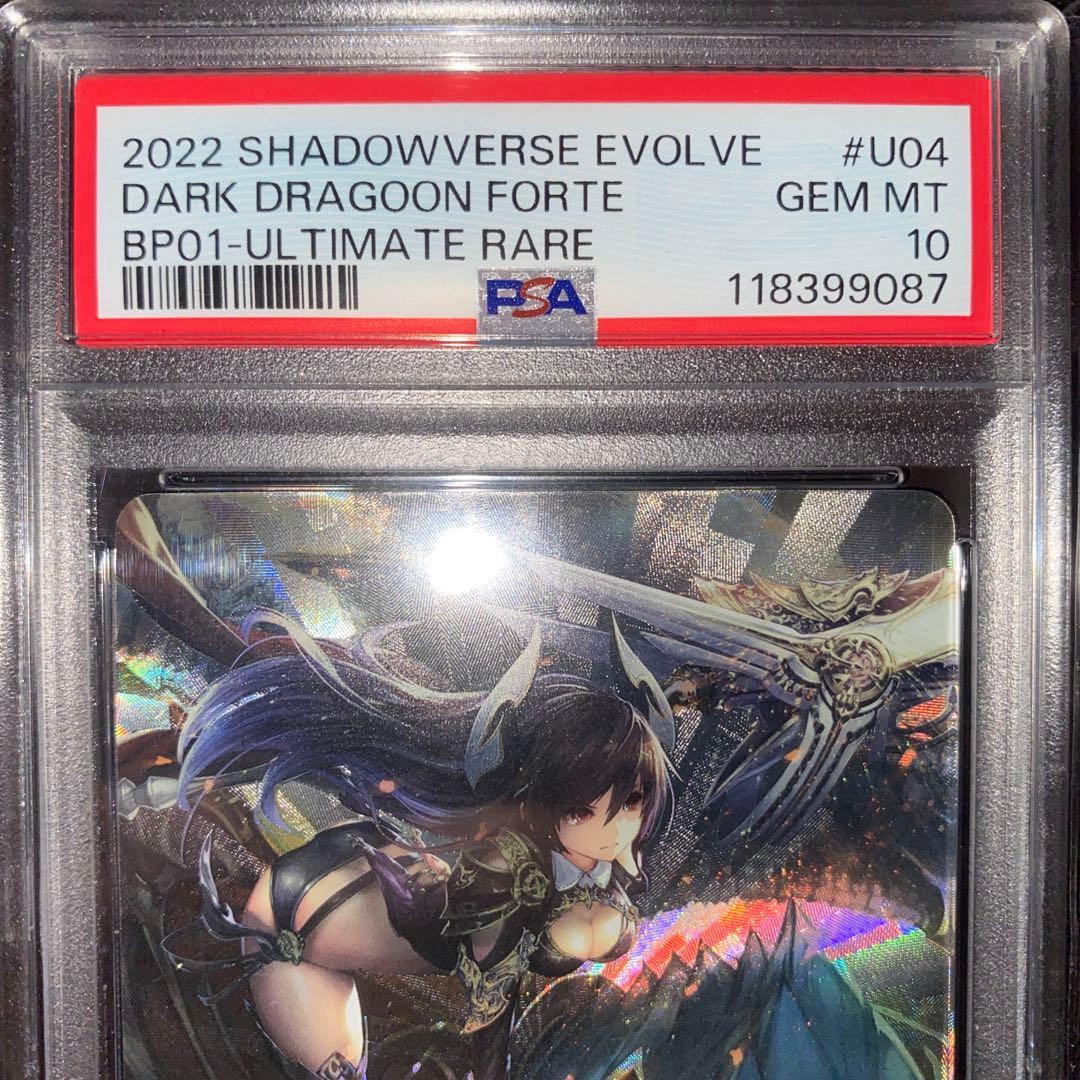 2022 SHADOWVERSE EVOLVE #U04
DARK DRAGOON FORTE GEM MT
BP01-ULTIMATE RARE 10
PSA 118399087